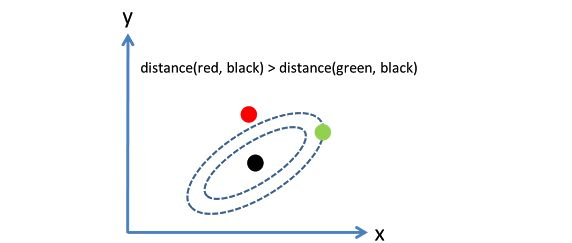 y
distance(red, black) > distance(green, black)
x